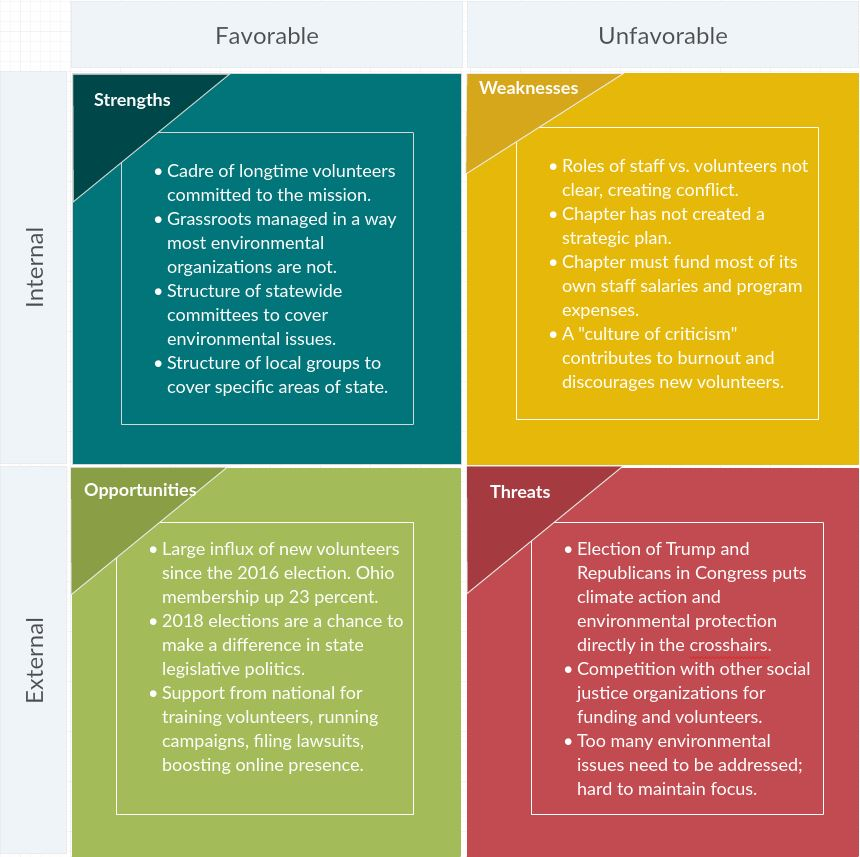 Favorable
Unfavorable
Internal
Strengths
• Cadre of longtime volunteers
committed to the mission.
• Grassroots managed in a way
most environmental
organizations are not.
• Structure of statewide
committees to cover
environmental issues.
• Structure of local groups to
cover specific areas of state.
Weaknesses
• Roles of staff vs. volunteers not
clear, creating conflict.
• Chapter has not created a
strategic plan.
• Chapter must fund most of its
own staff salaries and program
expenses.
• A "culture of criticism"
contributes to burnout and
discourages new volunteers.
External
Opportunities
• Large influx of new volunteers
since the 2016 election. Ohio
membership up 23 percent.
• 2018 elections are a chance to
make a difference in state
legislative politics.
• Support from national for
training volunteers, running
campaigns, filing lawsuits,
boosting online presence.
Threats
• Election of Trump and
Republicans in Congress puts
climate action and
environmental protection
directly in the crosshairs.
• Competition with other social
justice organizations for
funding and volunteers.
• Too many environmental
issues need to be addressed;
hard to maintain focus.